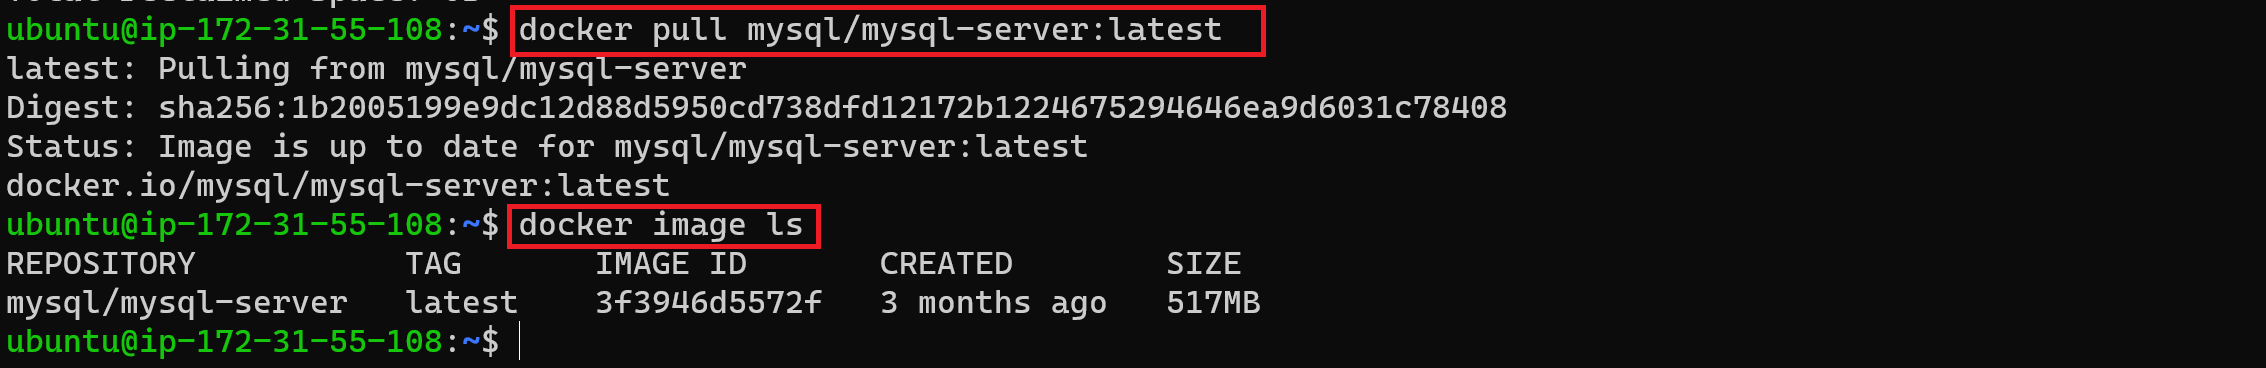 ubuntu@ip-172-31-55-108:~$ docker pull mysql/mysql-server:latest
latest: Pulling from mysql/mysql-server
Digest: sha256:1b2005199e9dc12d88d5950cd738dfd12172b1224675294646ea9d6031c78408
Status: Image is up to date for mysql/mysql-server:latest
docker.io/mysql/mysql-server:latest
ubuntu@ip-172-31-55-108:~$ docker image ls
REPOSITORY           TAG       IMAGE ID       CREATED        SIZE
mysql/mysql-server   latest    3f3946d5572f   3 months ago   517MB
ubuntu@ip-172-31-55-108:~$